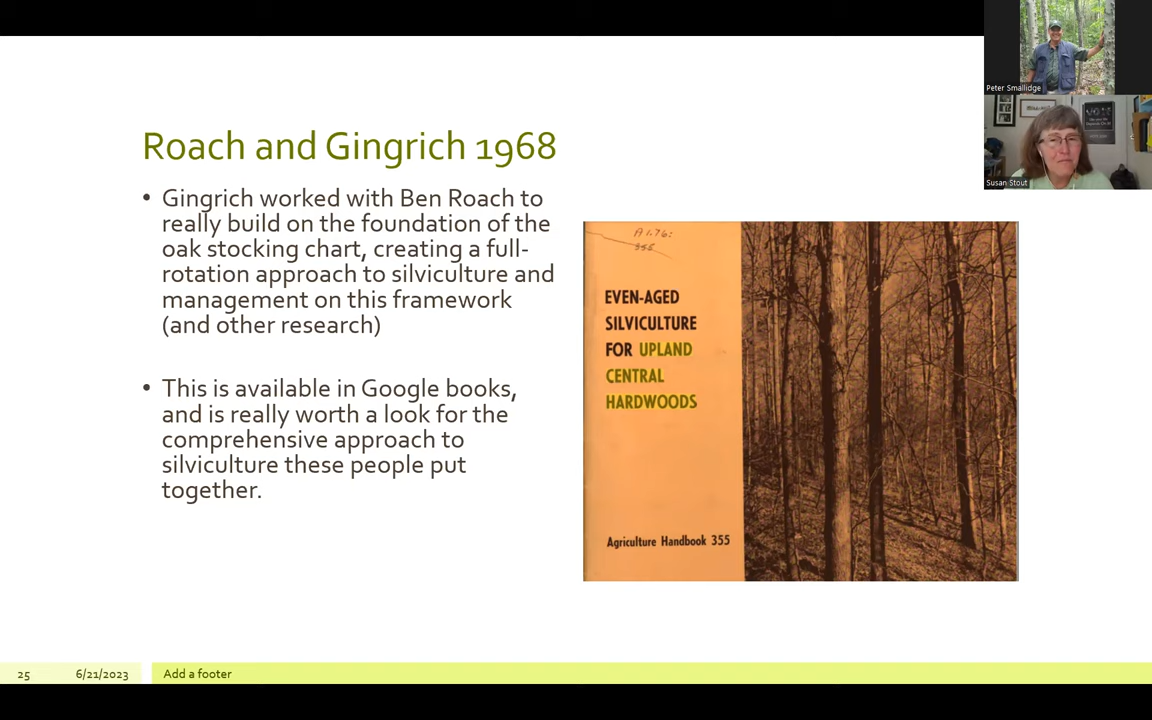 Peter Smallidge
Susan Stout
Roach and Gingrich 1968
• Gingrich worked with Ben Roach to
really build on the foundation of the
oak stocking chart, creating a full-
rotation approach to silviculture and
management on this framework
(and other research)
• This is available in Google books,
and is really worth a look for the
comprehensive approach to
silviculture these people put
together.
A 1.76:
355
EVEN-AGED
SILVICULTURE
FOR UPLAND
CENTRAL
HARDWOODS
Agriculture Handbook 355
25
6/21/2023
Add a footer